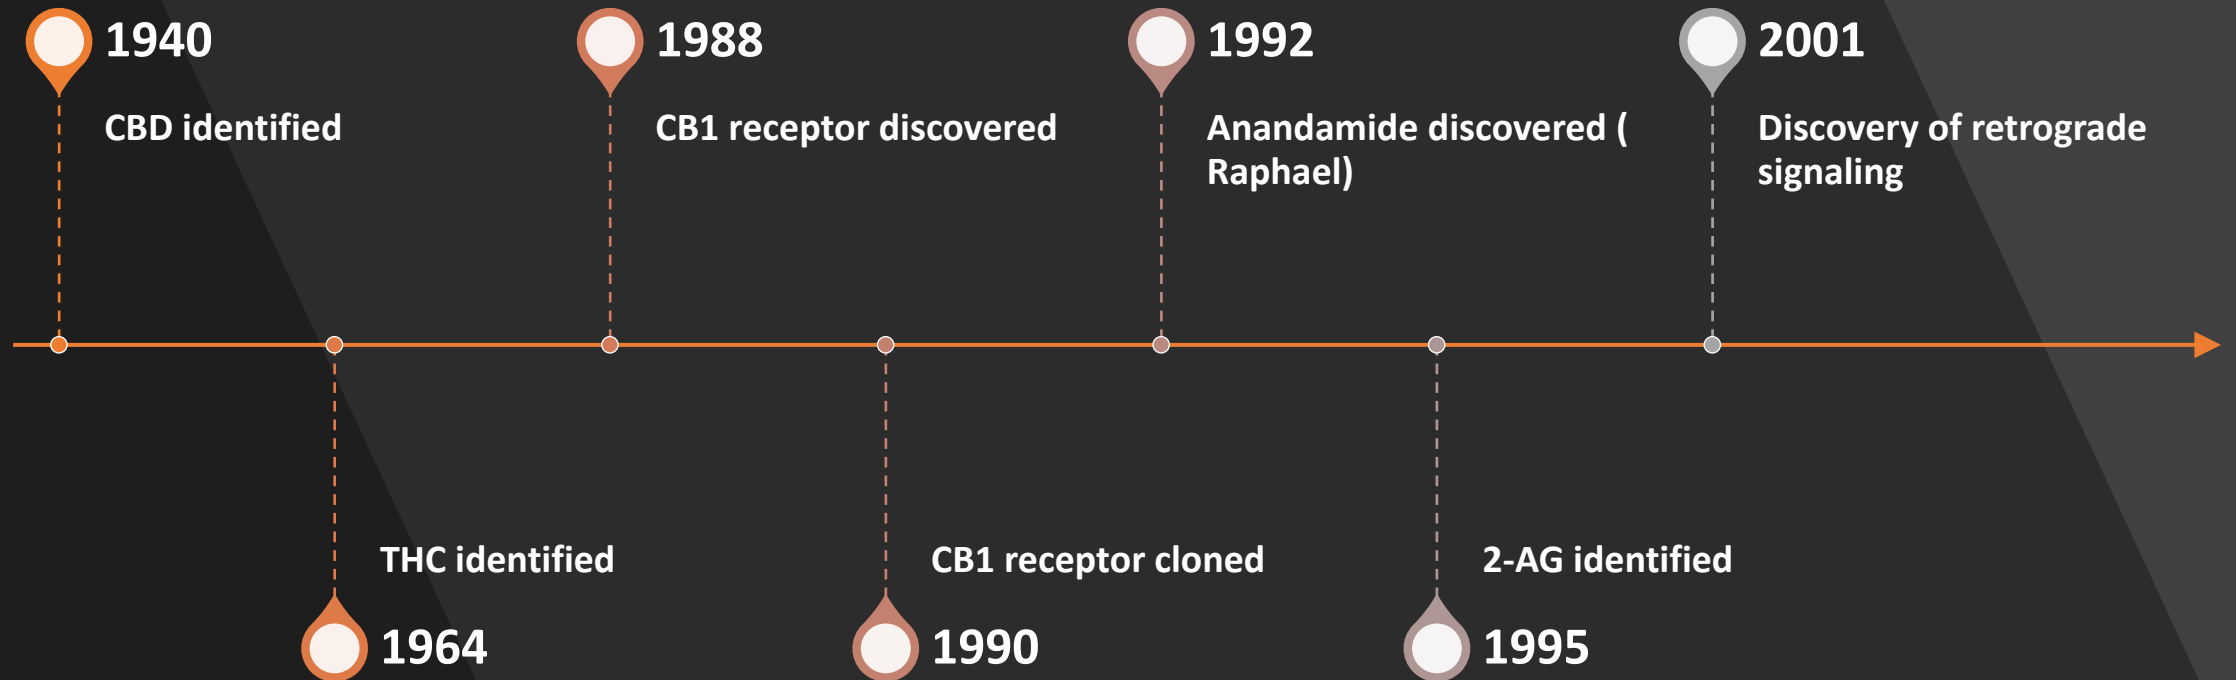 1940
CBD identified
1964
THC identified
1988
CB1 receptor discovered
1990
CB1 receptor cloned
1992
Anandamide discovered (
Raphael)
1995
2-AG identified
2001
Discovery of retrograde
signaling